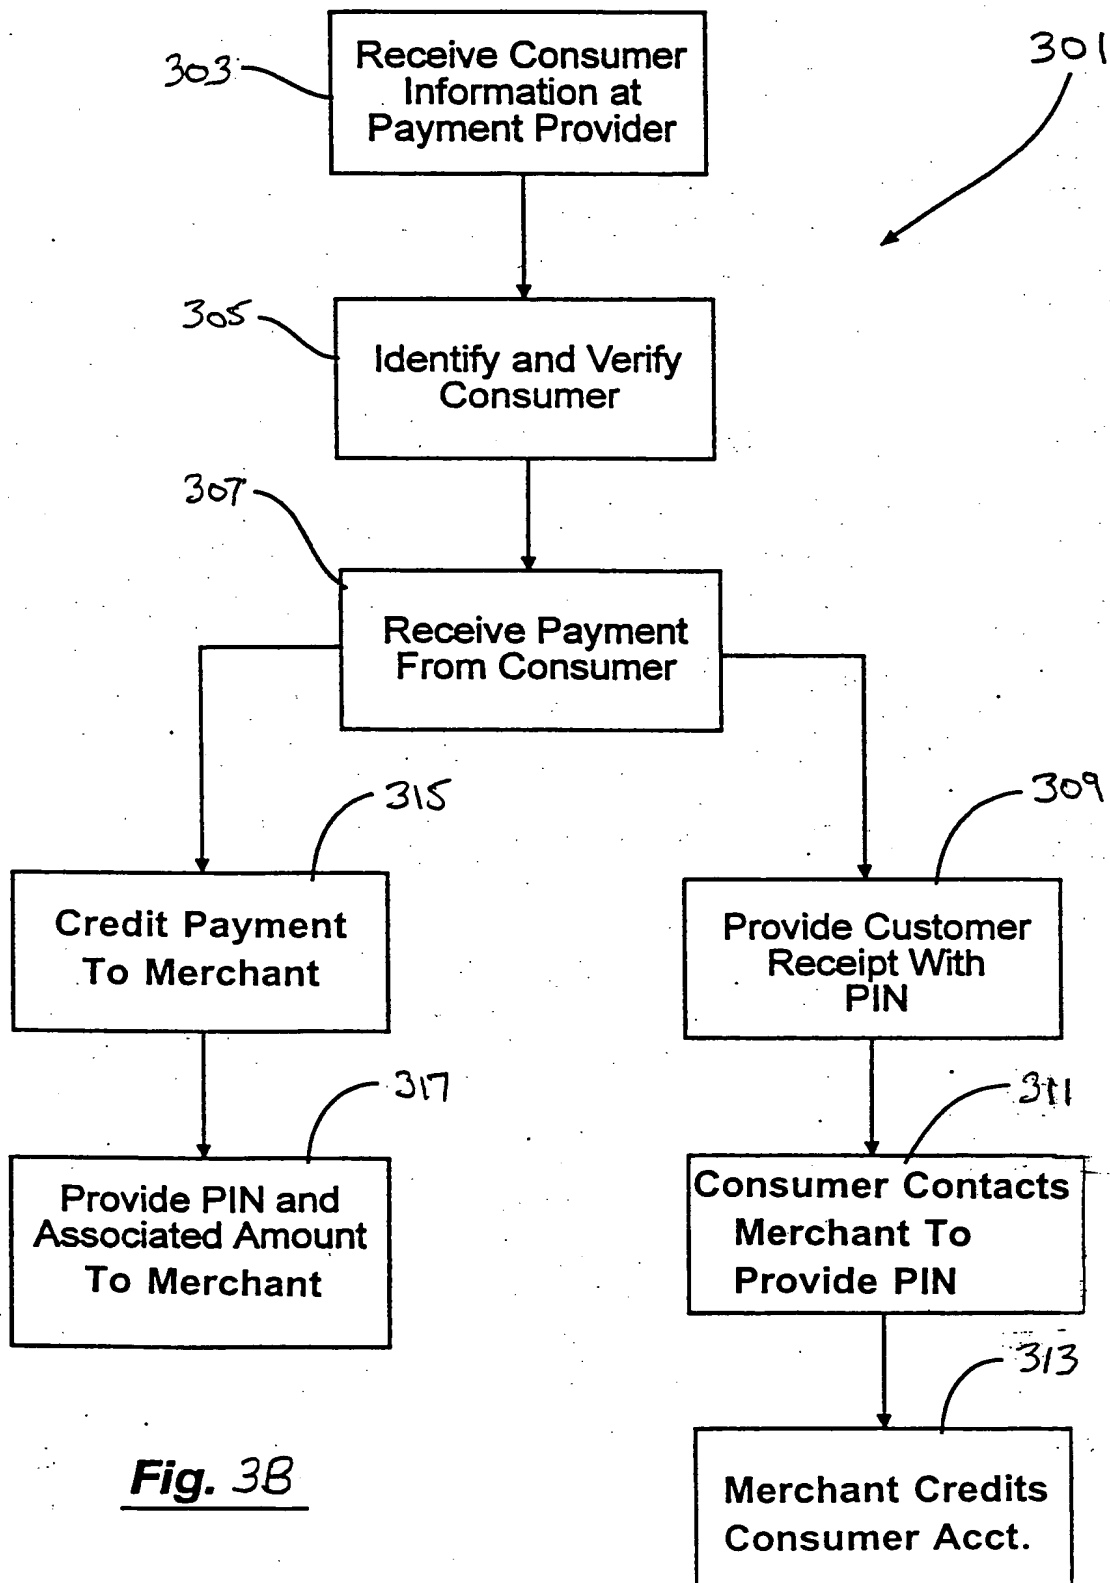 303
Receive Consumer
Information at
Payment Provider
301
305
Identify and Verify
Consumer
307
Receive Payment
From Consumer
315
Credit Payment
To Merchant
309
Provide Customer
Receipt With
PIN
317
Provide PIN and
Associated Amount
To Merchant
311
Consumer Contacts
Merchant To
Provide PIN
313
Merchant Credits
Consumer Acct.
Fig. 3B